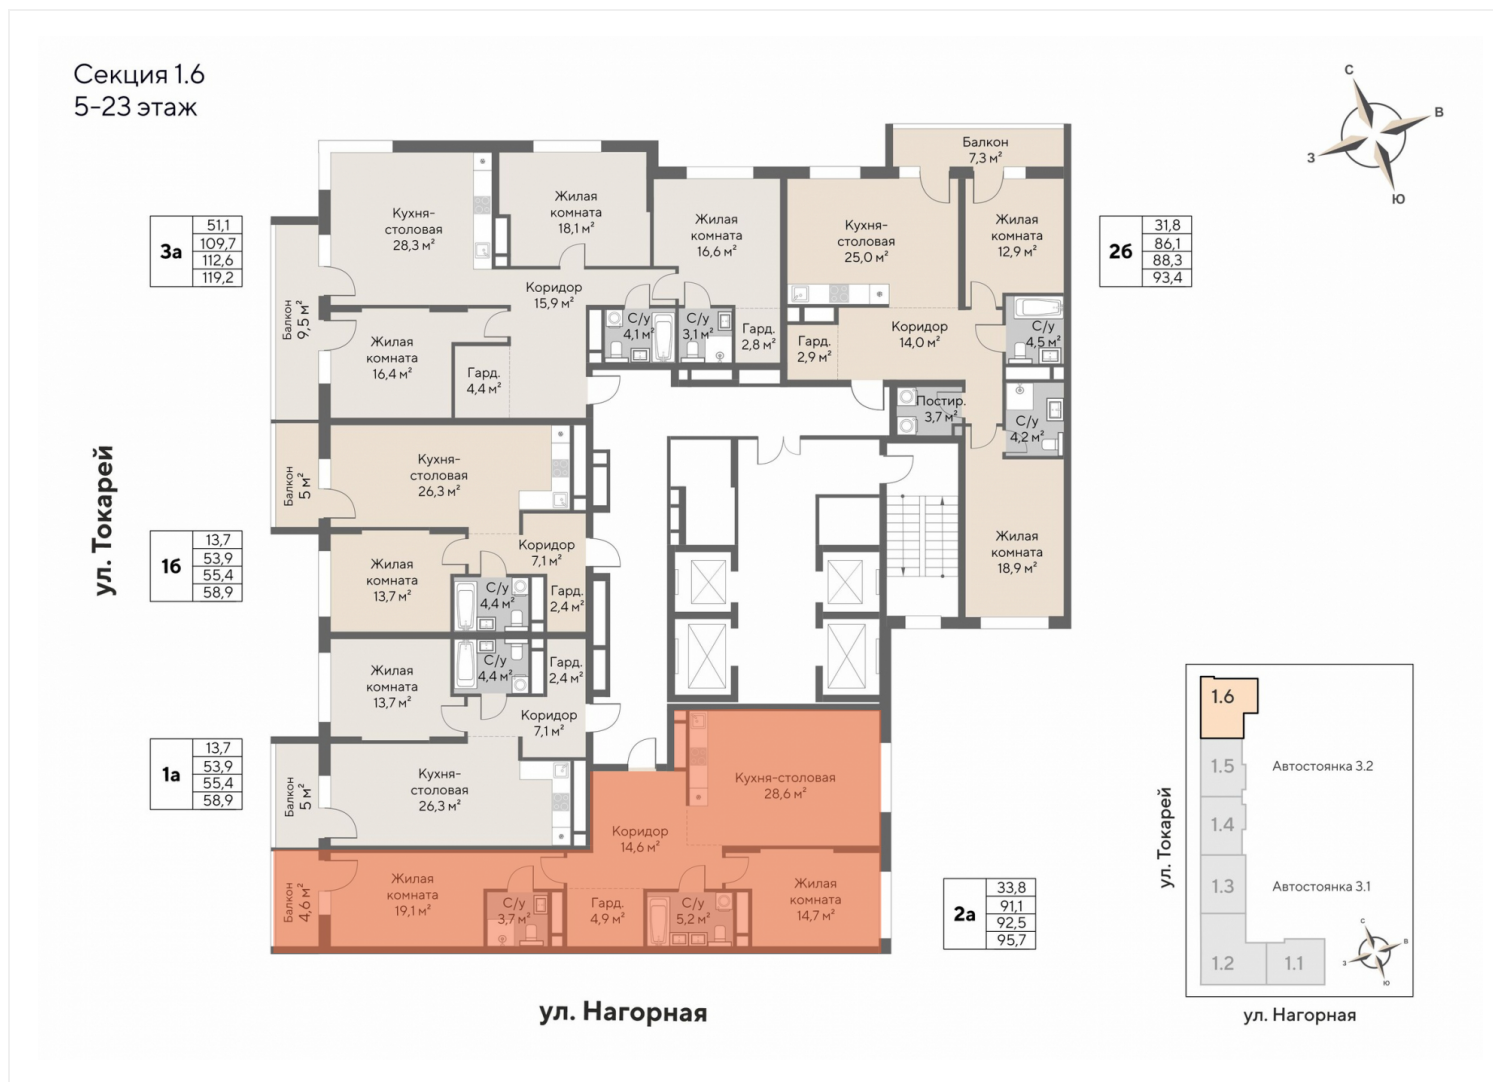 Секция 1.6
5-23 этаж
С
В
З
Ю
3а
51,1
109,7
112,6
119,2
Кухня-
столовая
28,3 м²
Жилая
комната
18,1 м²
Жилая
комната
16,6 м²
Коридор
15,9 м²
Балкон
9,5 м²
Жилая
комната
16,4 м²
Гард.
4,4 м²
С/у
4,1 м²
С/у
3,1 м²
Гард.
2,8 м²
Балкон
7,3 м²
Кухня-
столовая
25,0 м²
Жилая
комната
12,9 м²
2б
31,8
86,1
88,3
93,4
Гард.
2,9 м²
Коридор
14,0 м²
С/у
4,5 м²
Постир.
3,7 м²
С/у
4,2 м²
Жилая
комната
18,9 м²
ул. Токарей
Балкон
5 м²
Кухня-
столовая
26,3 м²
1б
13,7
53,9
55,4
58,9
Жилая
комната
13,7 м²
Коридор
7,1 м²
С/у
4,4 м²
Гард.
2,4 м²
Жилая
комната
13,7 м²
С/у
4,4 м²
Гард.
2,4 м²
Коридор
7,1 м²
1а
13,7
53,9
55,4
58,9
Балкон
5 м²
Кухня-
столовая
26,3 м²
Кухня-столовая
28,6 м²
Коридор
14,6 м²
Балкон
4,6 м²
Жилая
комната
19,1 м²
С/у
3,7 м²
Гард.
4,9 м²
С/у
5,2 м²
Жилая
комната
14,7 м²
2а
33,8
91,1
92,5
95,7
ул. Нагорная
1.6
1.5
Автостоянка 3.2
1.4
ул. Токарей
1.3
Автостоянка 3.1
1.2
1.1
С
В
З
Ю
ул. Нагорная